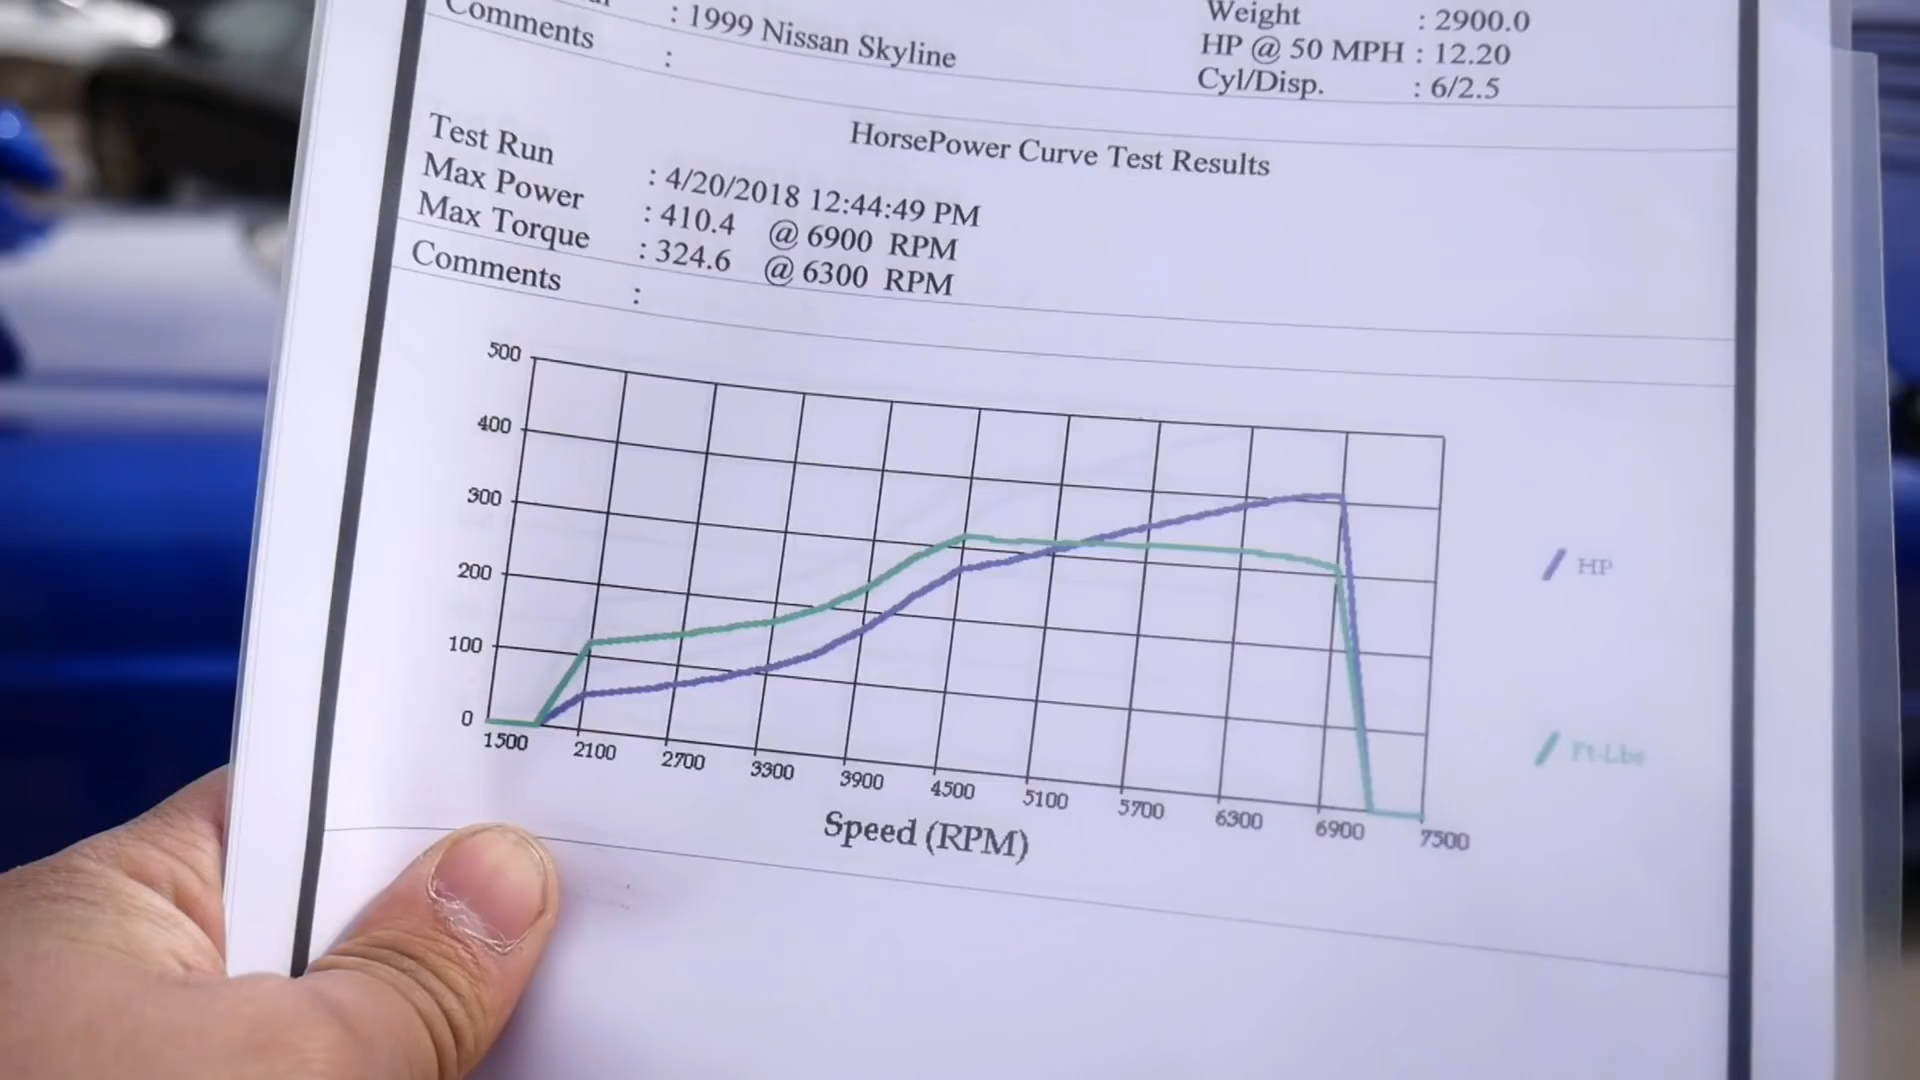 : 1999 Nissan Skyline
Comments :
Weight : 2900.0
HP @ 50 MPH : 12.20
Cyl/Disp. : 6/2.5
HorsePower Curve Test Results
Test Run : 4/20/2018 12:44:49 PM
Max Power : 410.4 @ 6900 RPM
Max Torque : 324.6 @ 6300 RPM
Comments :
500
400
300
200
100
0
1500 2100 2700 3300 3900 4500 5100 5700 6300 6900 7500
Speed (RPM)
HP
Ft-Lbs